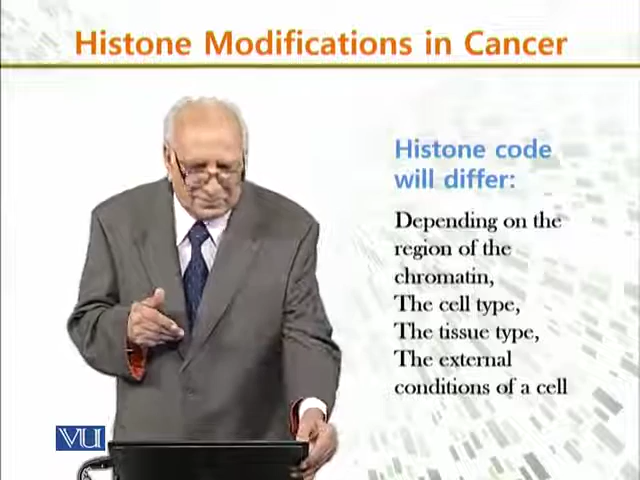 Histone Modifications in Cancer
Histone code
will differ:
Depending on the
region of the
chromatin,
The cell type,
The tissue type,
The external
conditions of a cell
VU